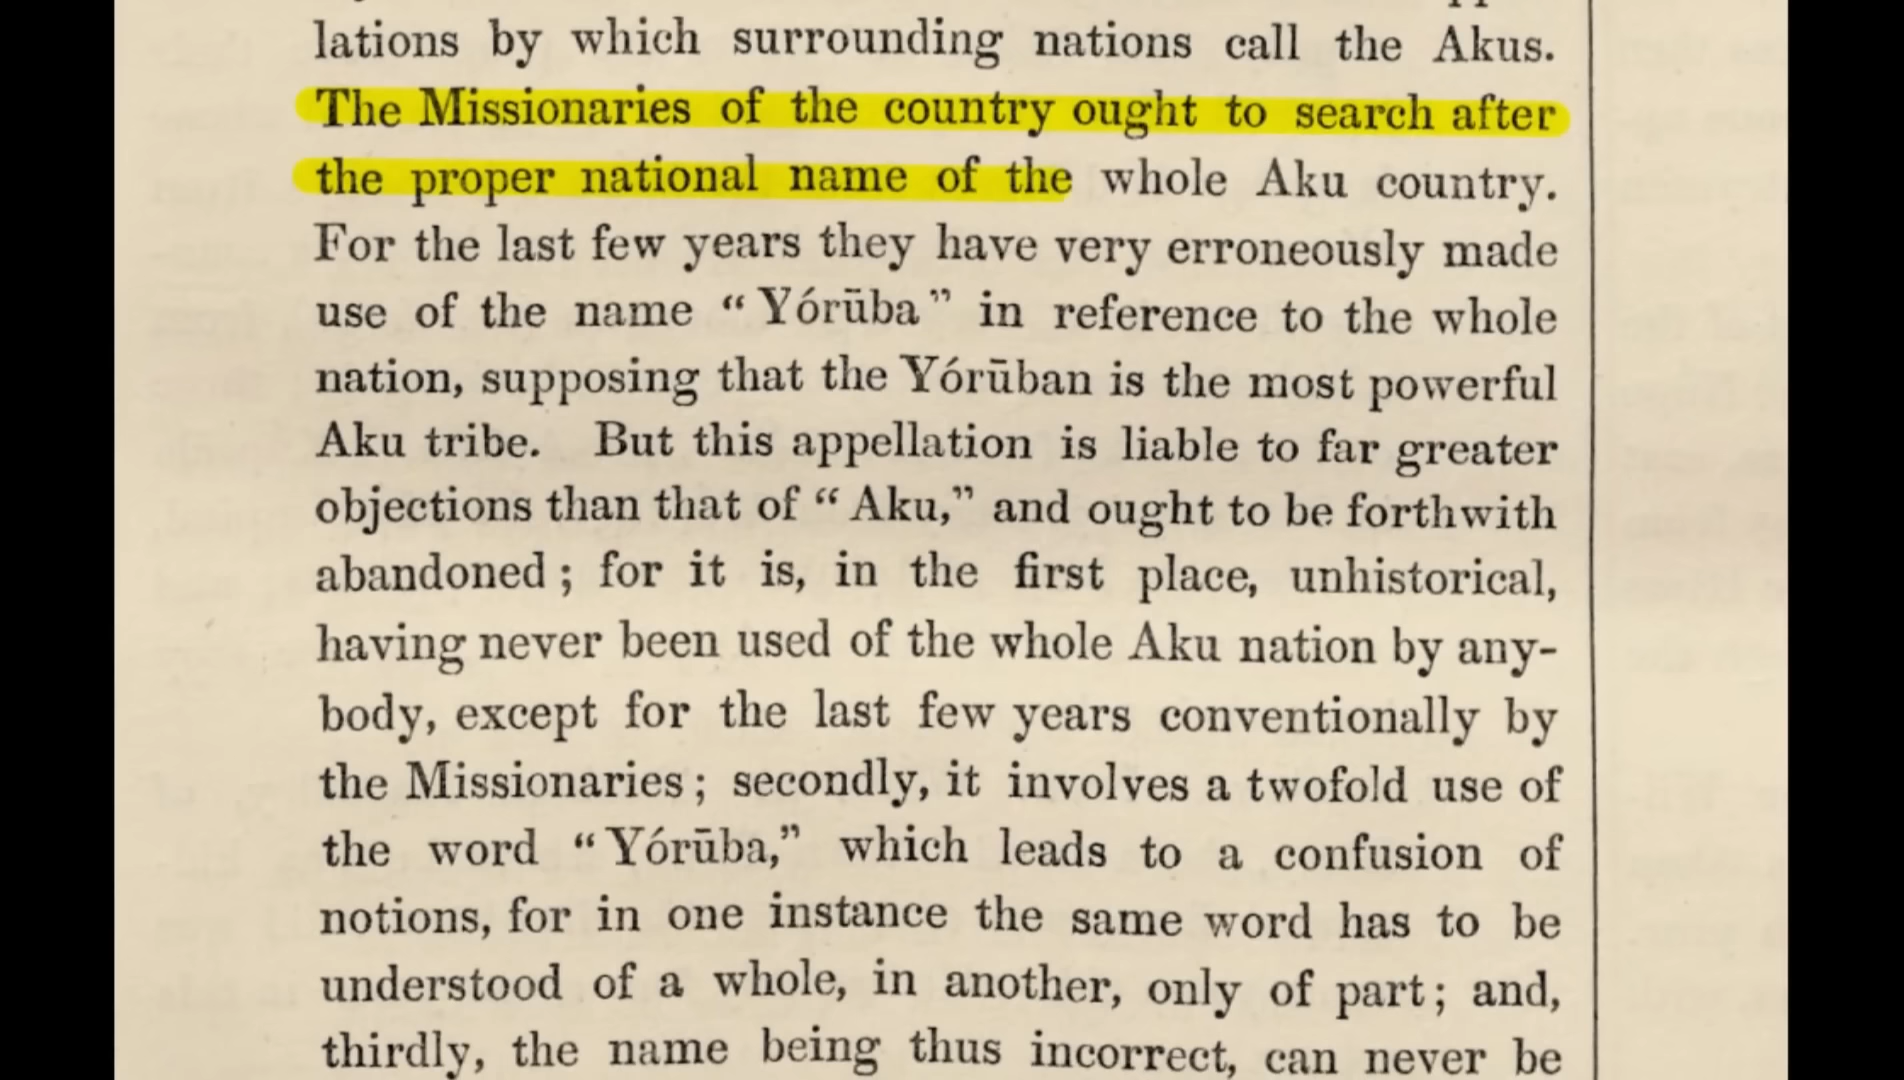 lations by which surrounding nations call the Akus.
The Missionaries of the country ought to search after
the proper national name of the whole Aku country.
For the last few years they have very erroneously made
use of the name “Yórūba” in reference to the whole
nation, supposing that the Yórūban is the most powerful
Aku tribe. But this appellation is liable to far greater
objections than that of “Aku,” and ought to be forthwith
abandoned; for it is, in the first place, unhistorical,
having never been used of the whole Aku nation by any-
body, except for the last few years conventionally by
the Missionaries; secondly, it involves a twofold use of
the word “Yórūba,” which leads to a confusion of
notions, for in one instance the same word has to be
understood of a whole, in another, only of part; and,
thirdly, the name being thus incorrect, can never be